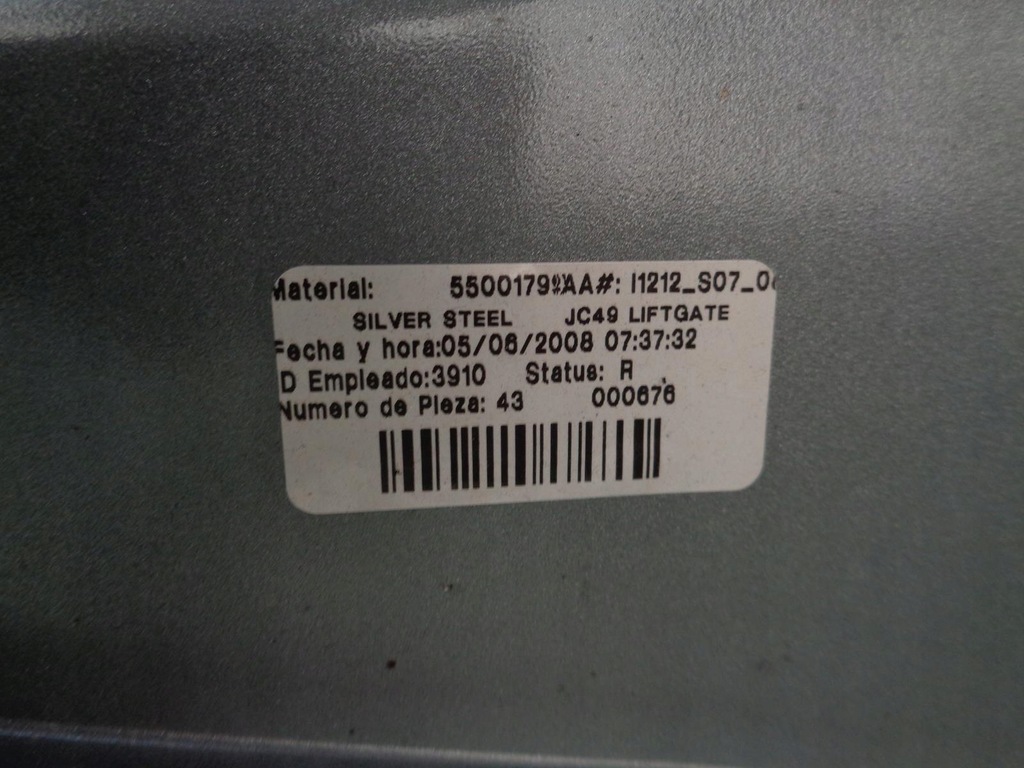 Material: 5500179 AA#: I1212_S07_0
SILVER STEEL JC49 LIFTGATE
Fecha y hora:05/06/2008 07:37:32
D Empleado:3910 Status: R
Numero de Pieza: 43 000676